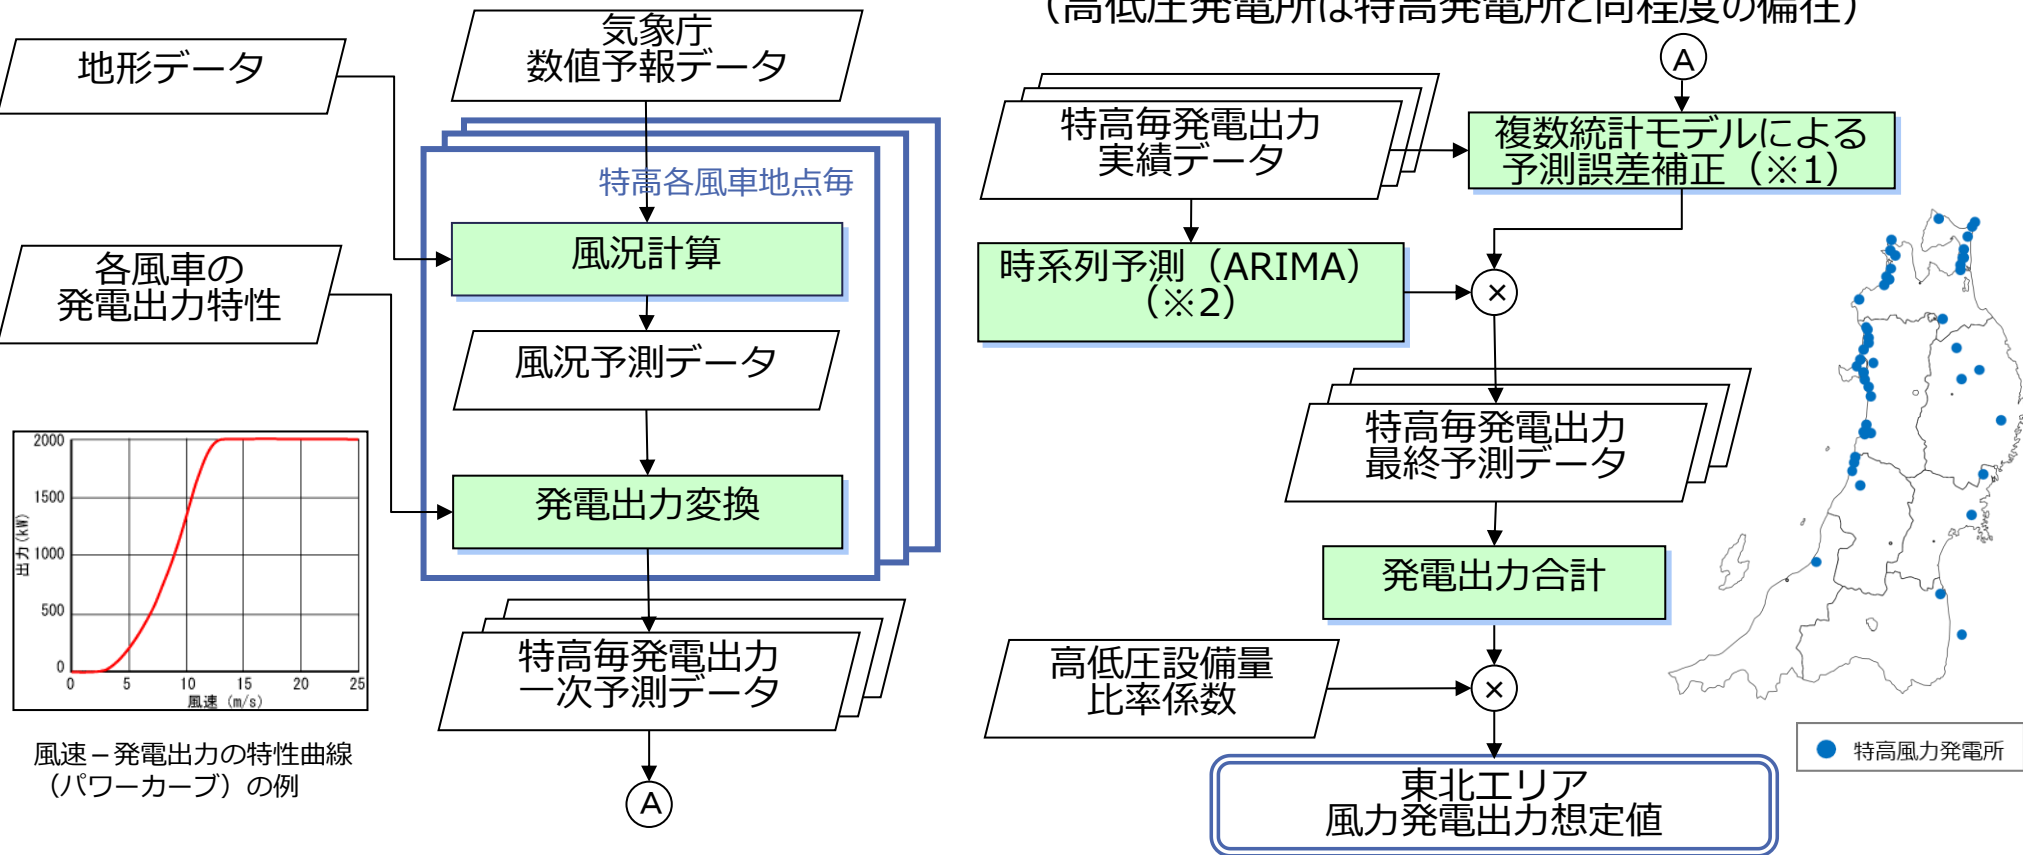 地形データ
気象庁
数値予報データ
特高各風車地点毎
風況計算
各風車の
発電出力特性
風況予測データ
発電出力変換
2000
1500
1000
500
0
出力(kW)
0 5 10 15 20 25
風速 (m/s)
風速－発電出力の特性曲線
（パワーカーブ）の例
特高毎発電出力
一次予測データ
A
（高低圧発電所は特高発電所と同程度の偏在）
A
特高毎発電出力
実績データ
複数統計モデルによる
予測誤差補正（※1）
時系列予測（ARIMA）
（※2）
×
特高毎発電出力
最終予測データ
発電出力合計
高低圧設備量
比率係数
×
東北エリア
風力発電出力想定値
特高風力発電所